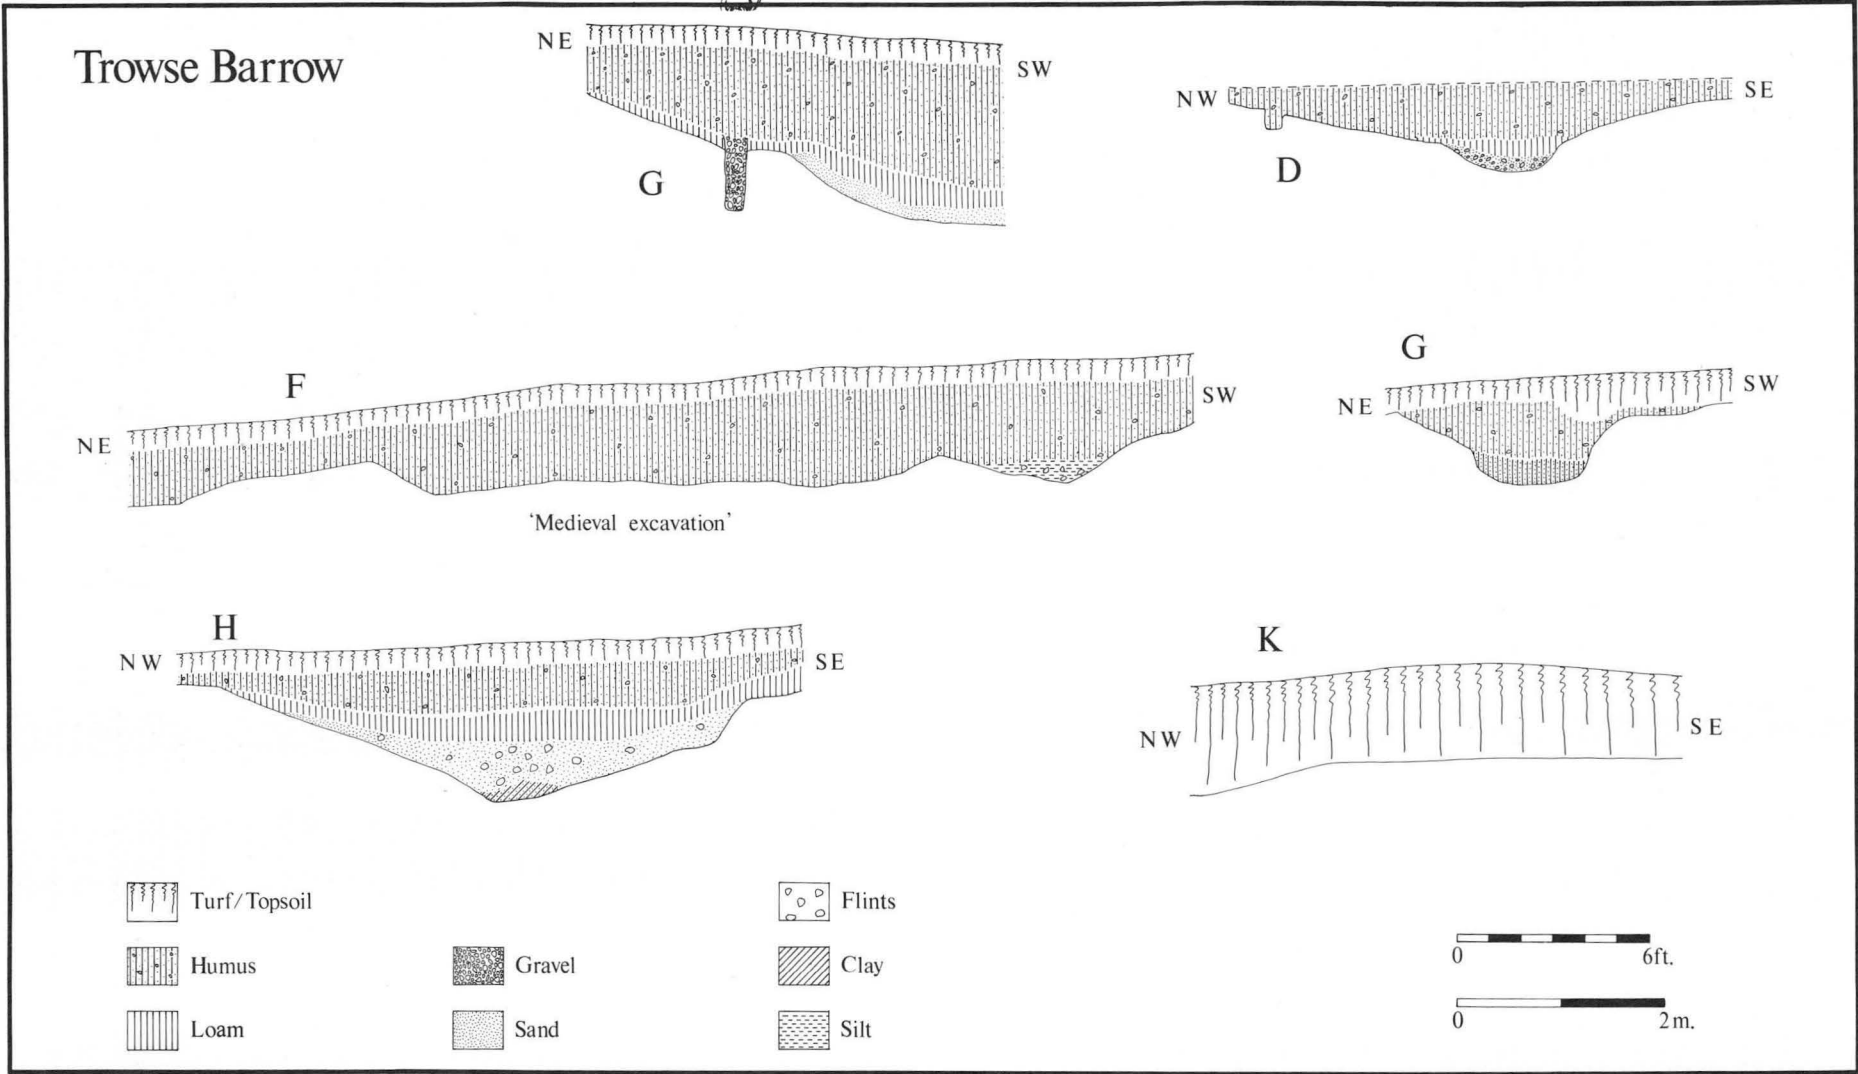 Trowse Barrow
NE
SW
G
NW
SE
D
F
NE
SW
'Medieval excavation'
G
NE
SW
H
NW
SE
K
NW
SE
Turf/Topsoil
Humus
Loam
Gravel
Sand
Flints
Clay
Silt
0 6ft.
0 2m.